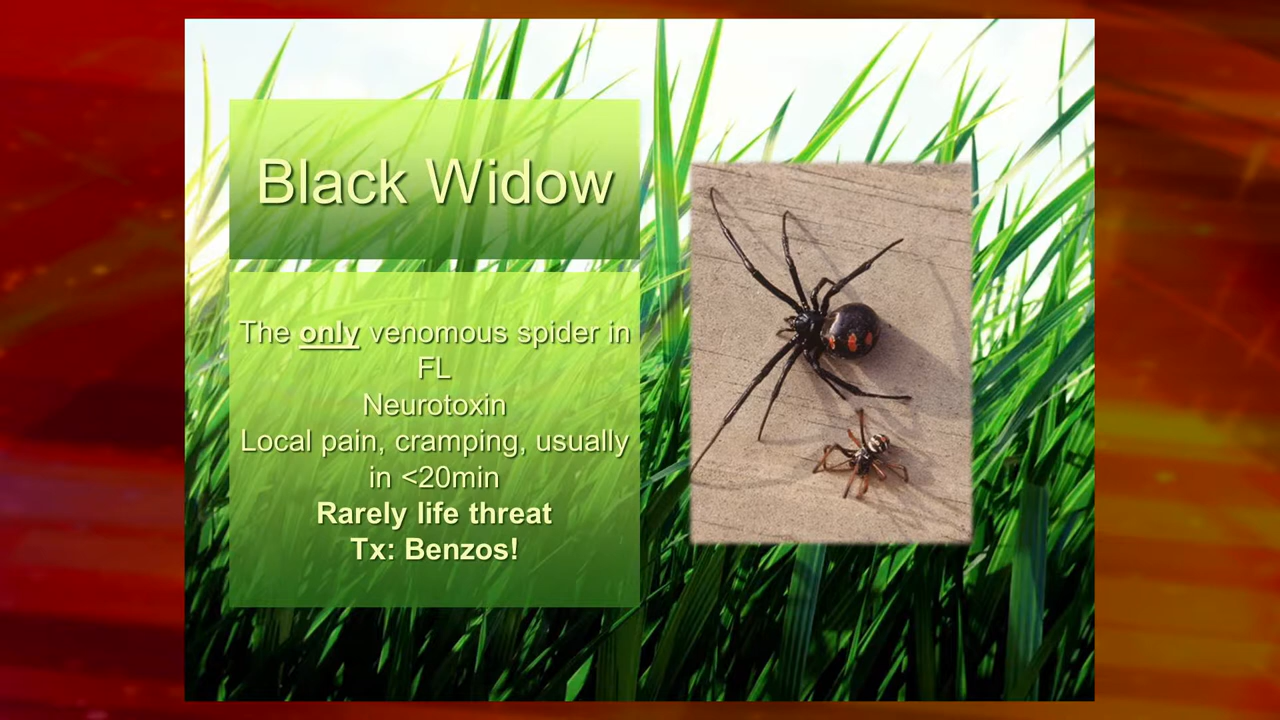 Black Widow
The only venomous spider in
FL
Neurotoxin
Local pain, cramping, usually
in <20min
Rarely life threat
Tx: Benzos!